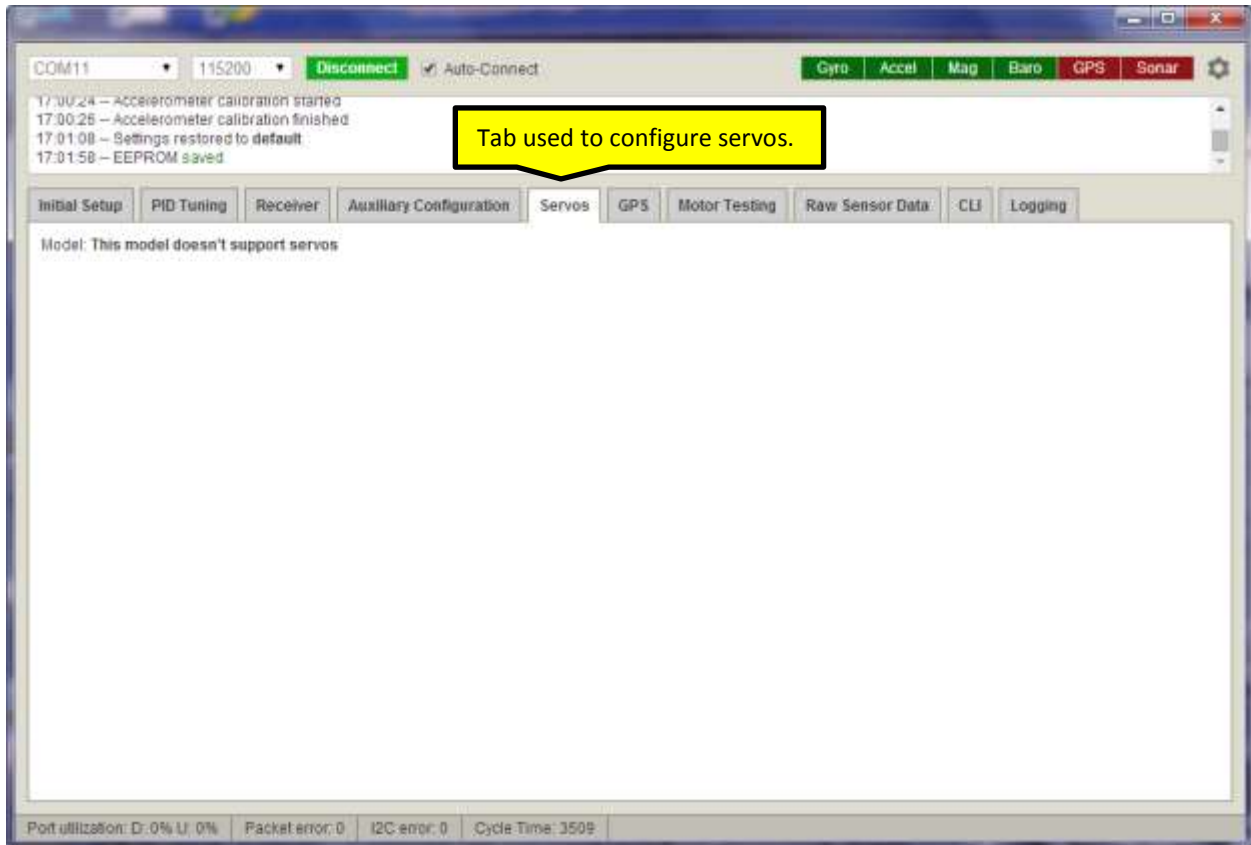 COM11 115200 Disconnect Auto-Connect Gyro Accel Mag Baro GPS Sonar
17:00:24 -- Accelerometer calibration started
17:00:26 -- Accelerometer calibration finished
17:01:08 -- Settings restored to default
17:01:58 -- EEPROM saved
Tab used to configure servos.
Initial Setup PID Tuning Receiver Auxiliary Configuration Servos GPS Motor Testing Raw Sensor Data CLI Logging
Model: This model doesn't support servos
Port utilization: D: 0% U: 0% Packet error: 0 I2C error: 0 Cycle Time: 3509